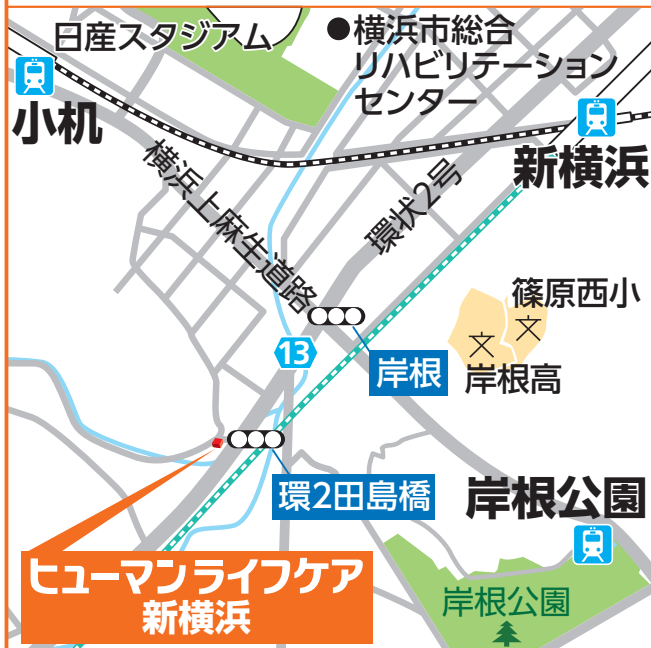 日産スタジアム
●横浜市総合
リハビリテーション
センター
小机
新横浜
横浜上麻生道路
環状2号
篠原西小
文
文
岸根高
13
岸根
環2田島橋
岸根公園
ヒューマンライフケア
新横浜
岸根公園